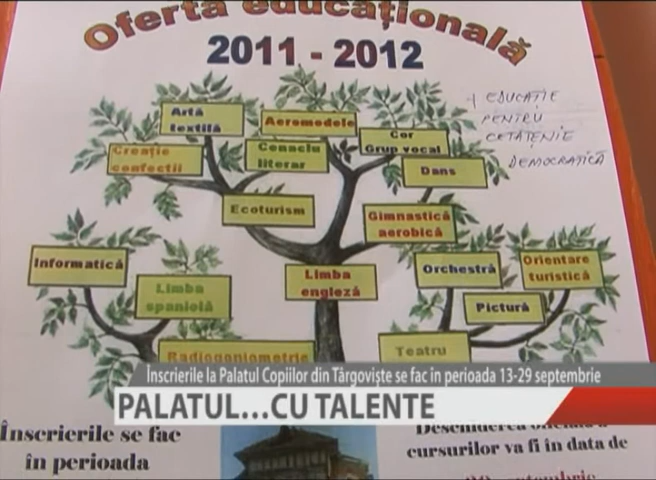 Oferta educațională
2011 - 2012
+ EDUCAȚIE
PENTRU
CETĂȚENIE
DEMOCRATICĂ
Artă
textilă
Aeromodele
Cor
Grup vocal
Creație
confecții
Cenaclu
literar
Dans
Ecoturism
Gimnastică
aerobică
Informatică
Limba
spaniolă
Limba
engleză
Orchestră
Orientare
turistică
Pictură
Radiogoniometrie
Teatru
Înscrierile la Palatul Copiilor din Târgoviște se fac în perioada 13-29 septembrie
PALATUL...CU TALENTE
Înscrierile se fac
în perioada
Deschiderea
cursurilor va fi în data de
septembrie